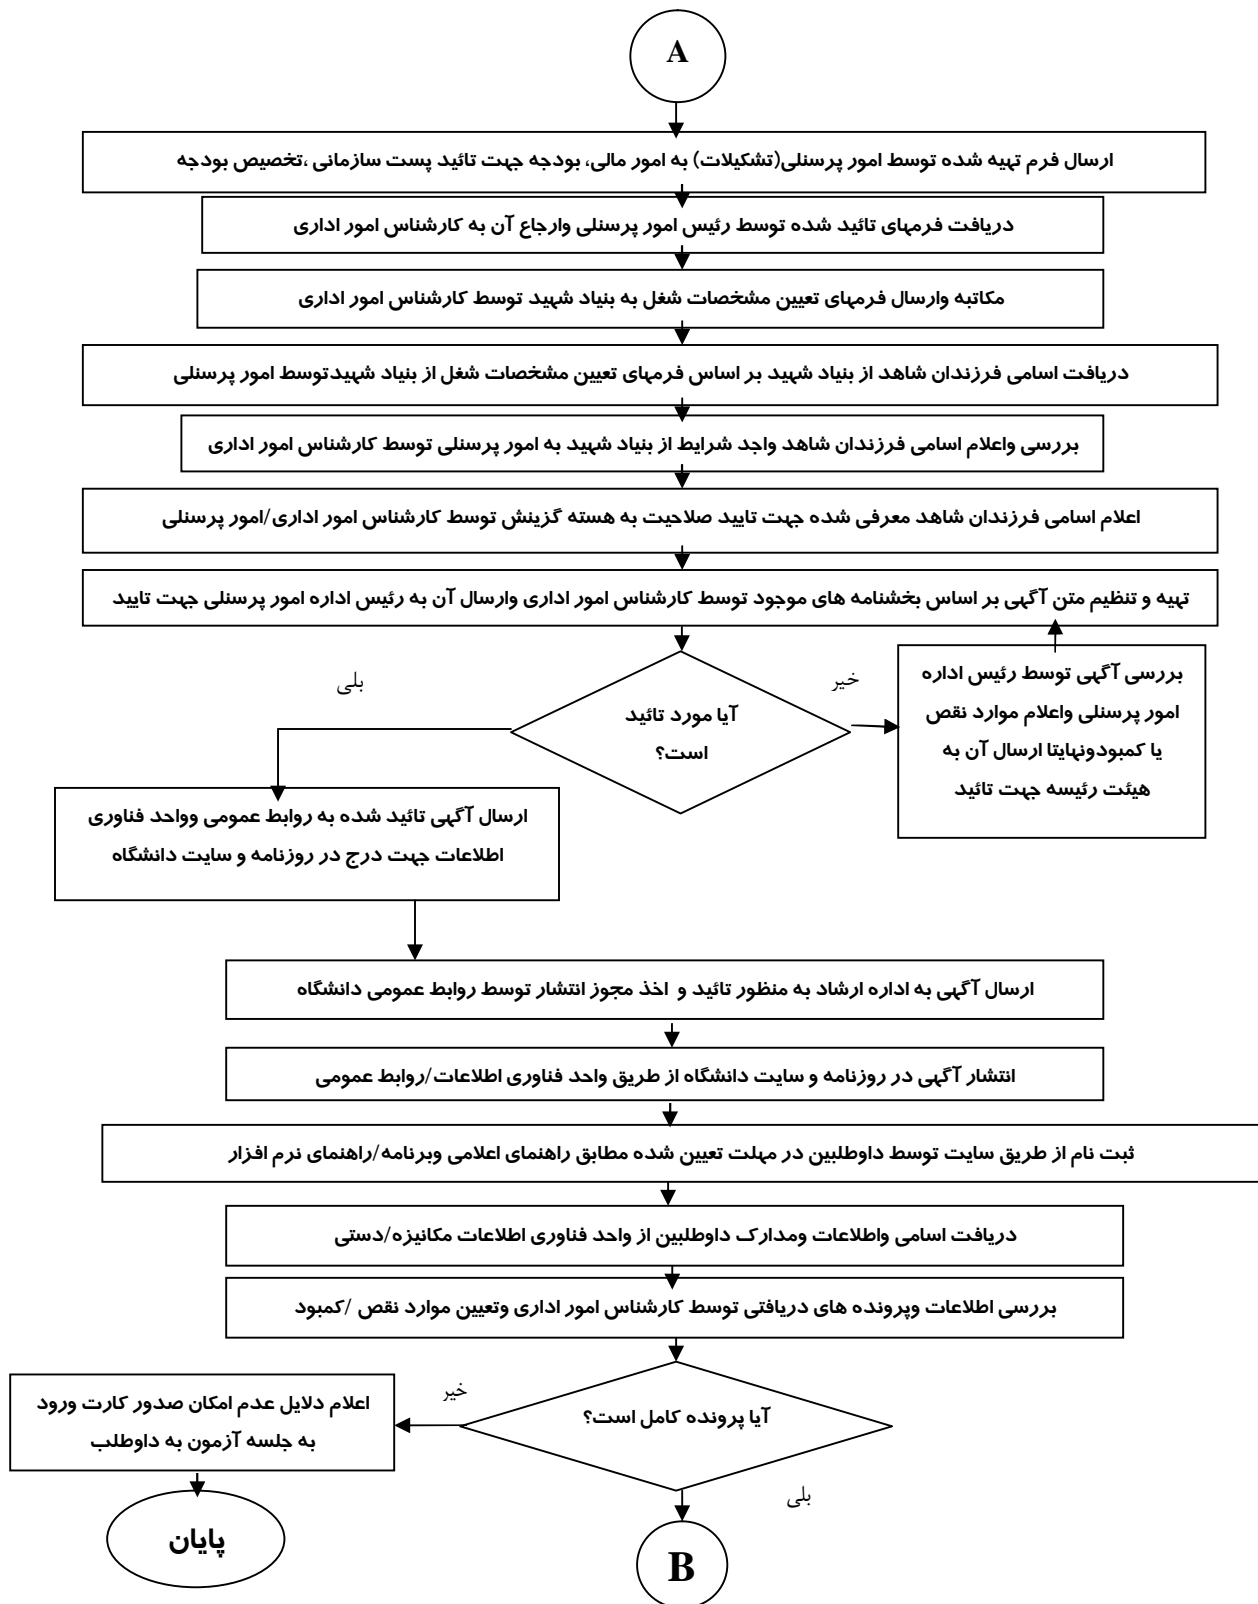 A
ارسال فرم تهیه شده توسط امور پرسنلی(تشکیلات) به امور مالی، بودجه جهت تائید پست سازمانی ،تخصیص بودجه
دریافت فرمهای تائید شده توسط رئیس امور پرسنلی وارجاع آن به کارشناس امور اداری
مکاتبه وارسال فرمهای تعیین مشخصات شغل به بنیاد شهید توسط کارشناس امور اداری
دریافت اسامی فرزندان شاهد از بنیاد شهید بر اساس فرمهای تعیین مشخصات شغل از بنیاد شهیدتوسط امور پرسنلی
بررسی واعلام اسامی فرزندان شاهد واجد شرایط از بنیاد شهید به امور پرسنلی توسط کارشناس امور اداری
اعلام اسامی فرزندان شاهد معرفی شده جهت تایید صلاحیت به هسته گزینش توسط کارشناس امور اداری/امور پرسنلی
تهیه و تنظیم متن آگهی بر اساس بخشنامه های موجود توسط کارشناس امور اداری وارسال آن به رئیس اداره امور پرسنلی جهت تایید
بررسی آگهی توسط رئیس اداره
امور پرسنلی واعلام موارد نقص
یا کمبودونهایتا ارسال آن به
هیئت رئیسه جهت تائید
خیر
آیا مورد تائید
است؟
بلی
ارسال آگهی تائید شده به روابط عمومی وواحد فناوری
اطلاعات جهت درج در روزنامه و سایت دانشگاه
ارسال آگهی به اداره ارشاد به منظور تائید و اخذ مجوز انتشار توسط روابط عمومی دانشگاه
انتشار آگهی در روزنامه و سایت دانشگاه از طریق واحد فناوری اطلاعات/روابط عمومی
ثبت نام از طریق سایت توسط داوطلبین در مهلت تعیین شده مطابق راهنمای اعلامی وبرنامه/راهنمای نرم افزار
دریافت اسامی واطلاعات ومدارک داوطلبین از واحد فناوری اطلاعات مکانیزه/دستی
بررسی اطلاعات وپرونده های دریافتی توسط کارشناس امور اداری وتعیین موارد نقص /کمبود
آیا پرونده کامل است؟
خیر
اعلام دلایل عدم امکان صدور کارت ورود
به جلسه آزمون به داوطلب
بلی
پایان
B